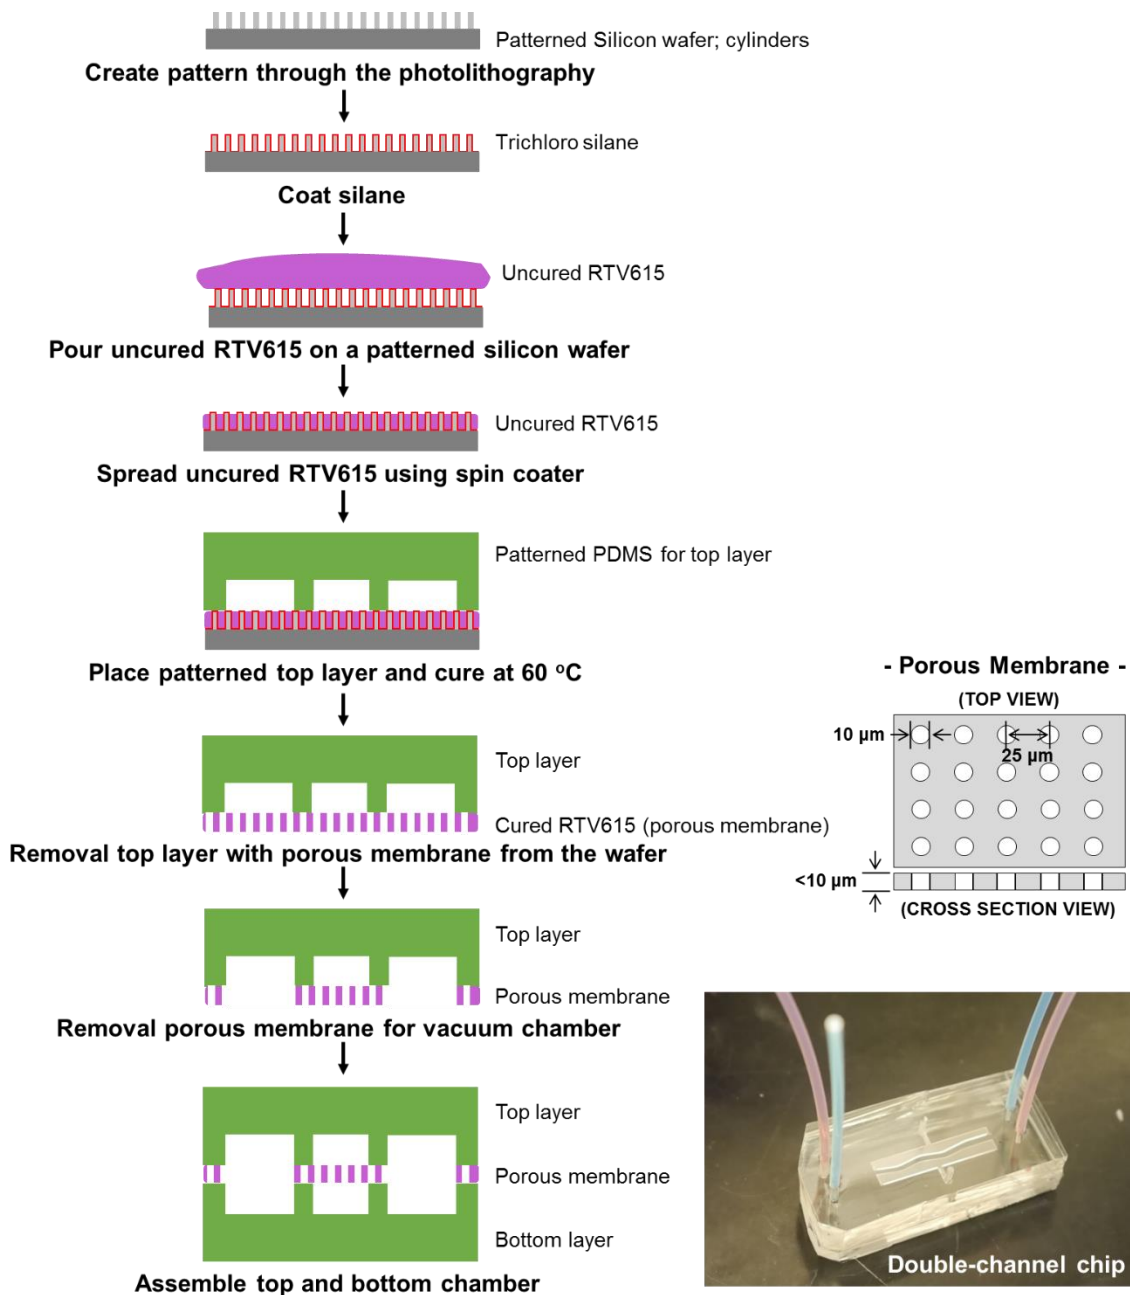 Patterned Silicon wafer; cylinders
Create pattern through the photolithography
Trichloro silane
Coat silane
Uncured RTV615
Pour uncured RTV615 on a patterned silicon wafer
Uncured RTV615
Spread uncured RTV615 using spin coater
Patterned PDMS for top layer
Place patterned top layer and cure at 60 °C
Top layer
Cured RTV615 (porous membrane)
Removal top layer with porous membrane from the wafer
Top layer
Porous membrane
Removal porous membrane for vacuum chamber
Top layer
Porous membrane
Bottom layer
Assemble top and bottom chamber
- Porous Membrane -
(TOP VIEW)
10 µm
25 µm
<10 µm
(CROSS SECTION VIEW)
Double-channel chip